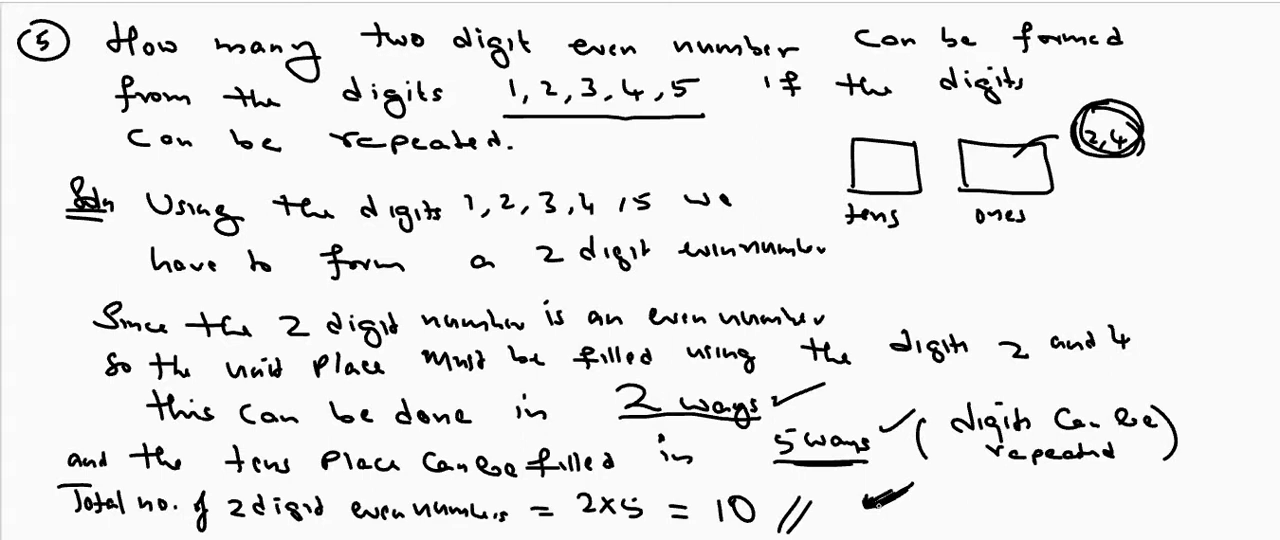 5 How many two digit even number can be formed
from the digits 1, 2, 3, 4, 5 if the digits
can be repeated.
2, 4
tens ones
Soln Using the digits 1, 2, 3, 4, 5 we
have to form a 2 digit even number
Since the 2 digit number is an even number
so the unit place must be filled using the digits 2 and 4
this can be done in 2 ways ✓
and the tens place can be filled in 5 ways ✓ (digits can be repeated)
Total no. of 2 digit even numbers = 2×5 = 10 //